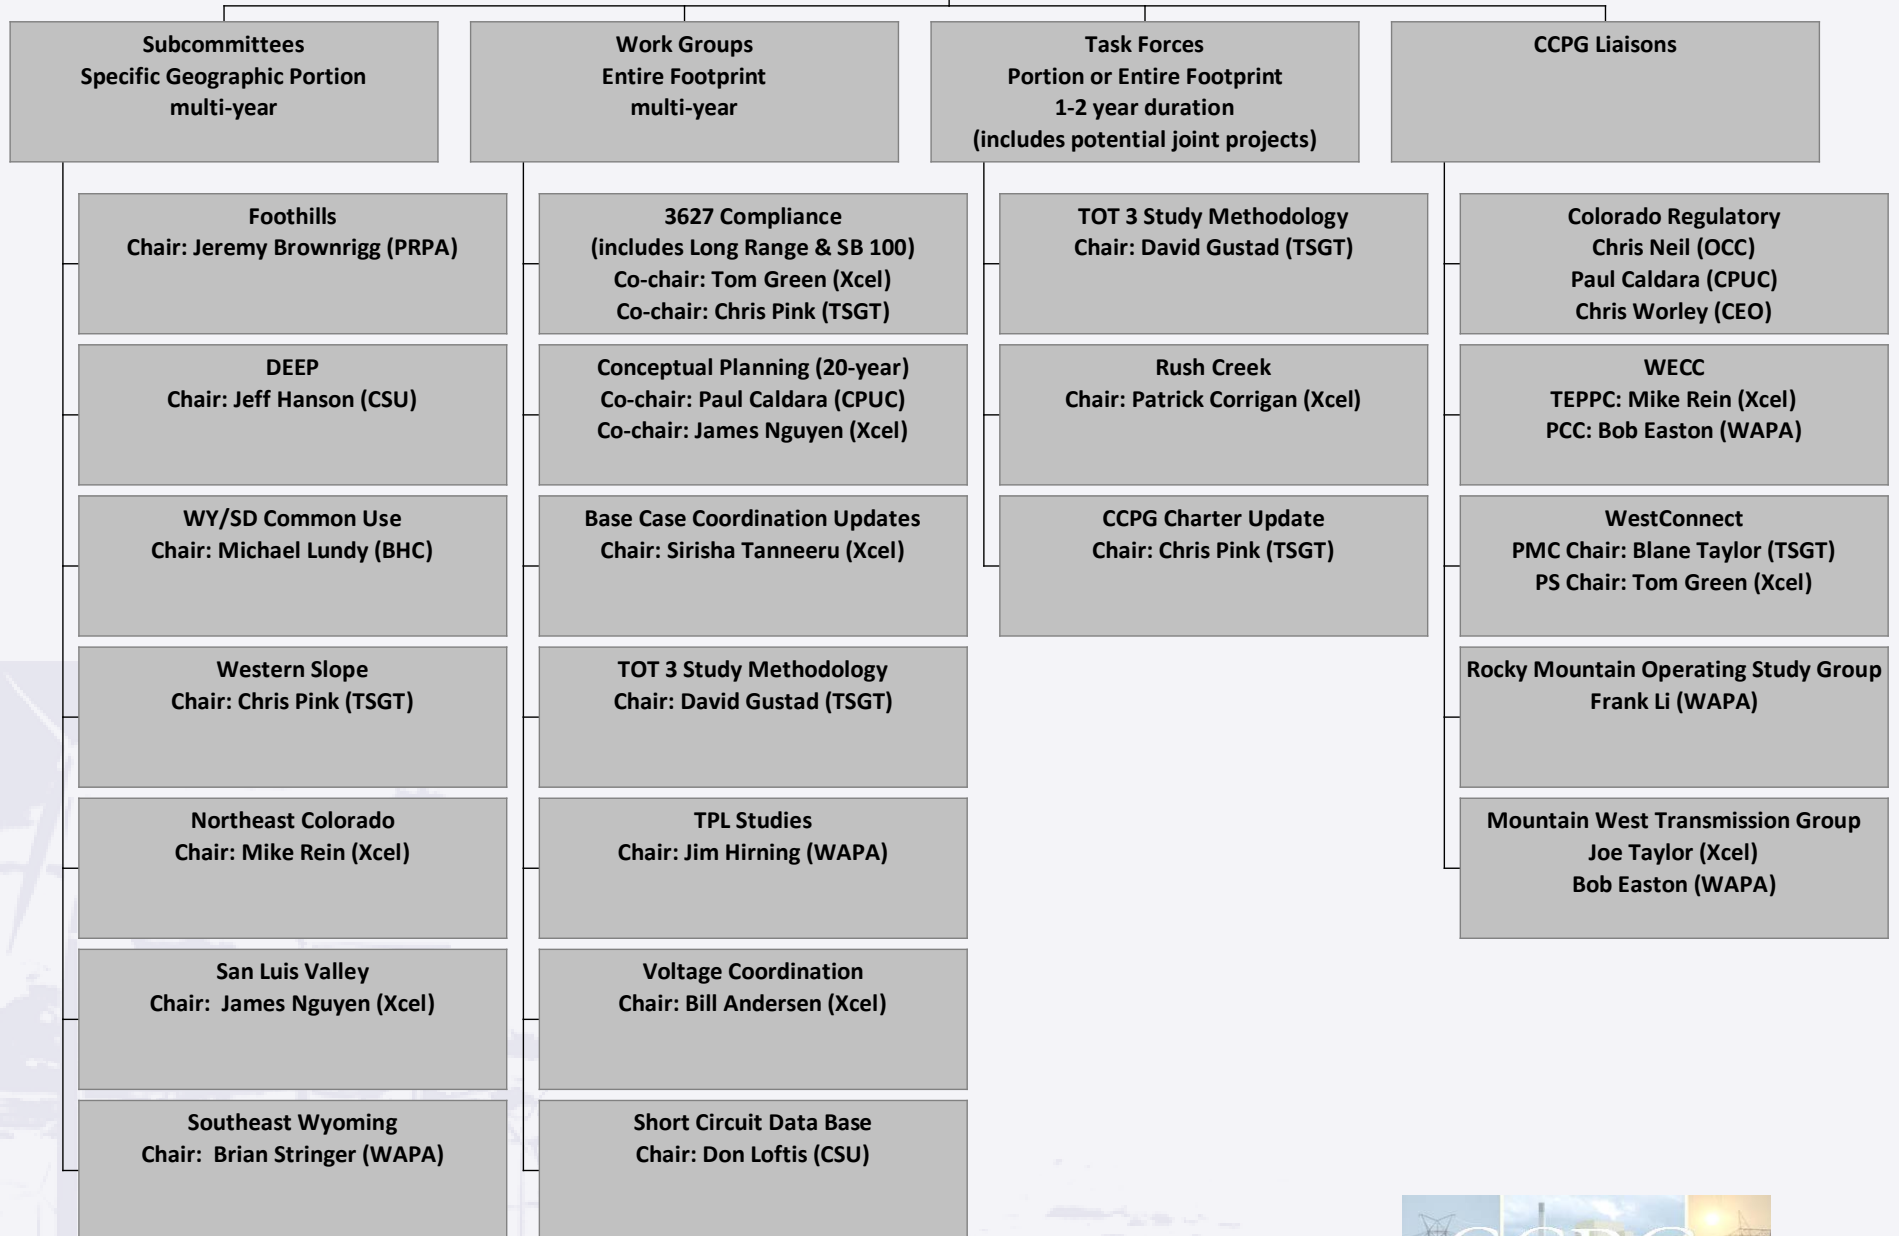 Subcommittees
Specific Geographic Portion
multi-year
Foothills
Chair: Jeremy Brownrigg (PRPA)
DEEP
Chair: Jeff Hanson (CSU)
WY/SD Common Use
Chair: Michael Lundy (BHC)
Western Slope
Chair: Chris Pink (TSGT)
Northeast Colorado
Chair: Mike Rein (Xcel)
San Luis Valley
Chair:  James Nguyen (Xcel)
Southeast Wyoming
Chair:  Brian Stringer (WAPA)
Work Groups
Entire Footprint
multi-year
3627 Compliance
(includes Long Range & SB 100)
Co-chair: Tom Green (Xcel)
Co-chair: Chris Pink (TSGT)
Conceptual Planning (20-year)
Co-chair: Paul Caldara (CPUC)
Co-chair: James Nguyen (Xcel)
Base Case Coordination Updates
Chair: Sirisha Tanneeru (Xcel)
TOT 3 Study Methodology
Chair: David Gustad (TSGT)
TPL Studies
Chair: Jim Hirning (WAPA)
Voltage Coordination
Chair: Bill Andersen (Xcel)
Short Circuit Data Base
Chair: Don Loftis (CSU)
Task Forces
Portion or Entire Footprint
1-2 year duration
(includes potential joint projects)
TOT 3 Study Methodology
Chair: David Gustad (TSGT)
Rush Creek
Chair: Patrick Corrigan (Xcel)
CCPG Charter Update
Chair: Chris Pink (TSGT)
CCPG Liaisons
Colorado Regulatory
Chris Neil (OCC)
Paul Caldara (CPUC)
Chris Worley (CEO)
WECC
TEPPC: Mike Rein (Xcel)
PCC: Bob Easton (WAPA)
WestConnect
PMC Chair: Blane Taylor (TSGT)
PS Chair: Tom Green (Xcel)
Rocky Mountain Operating Study Group
Frank Li (WAPA)
Mountain West Transmission Group
Joe Taylor (Xcel)
Bob Easton (WAPA)
CCPG